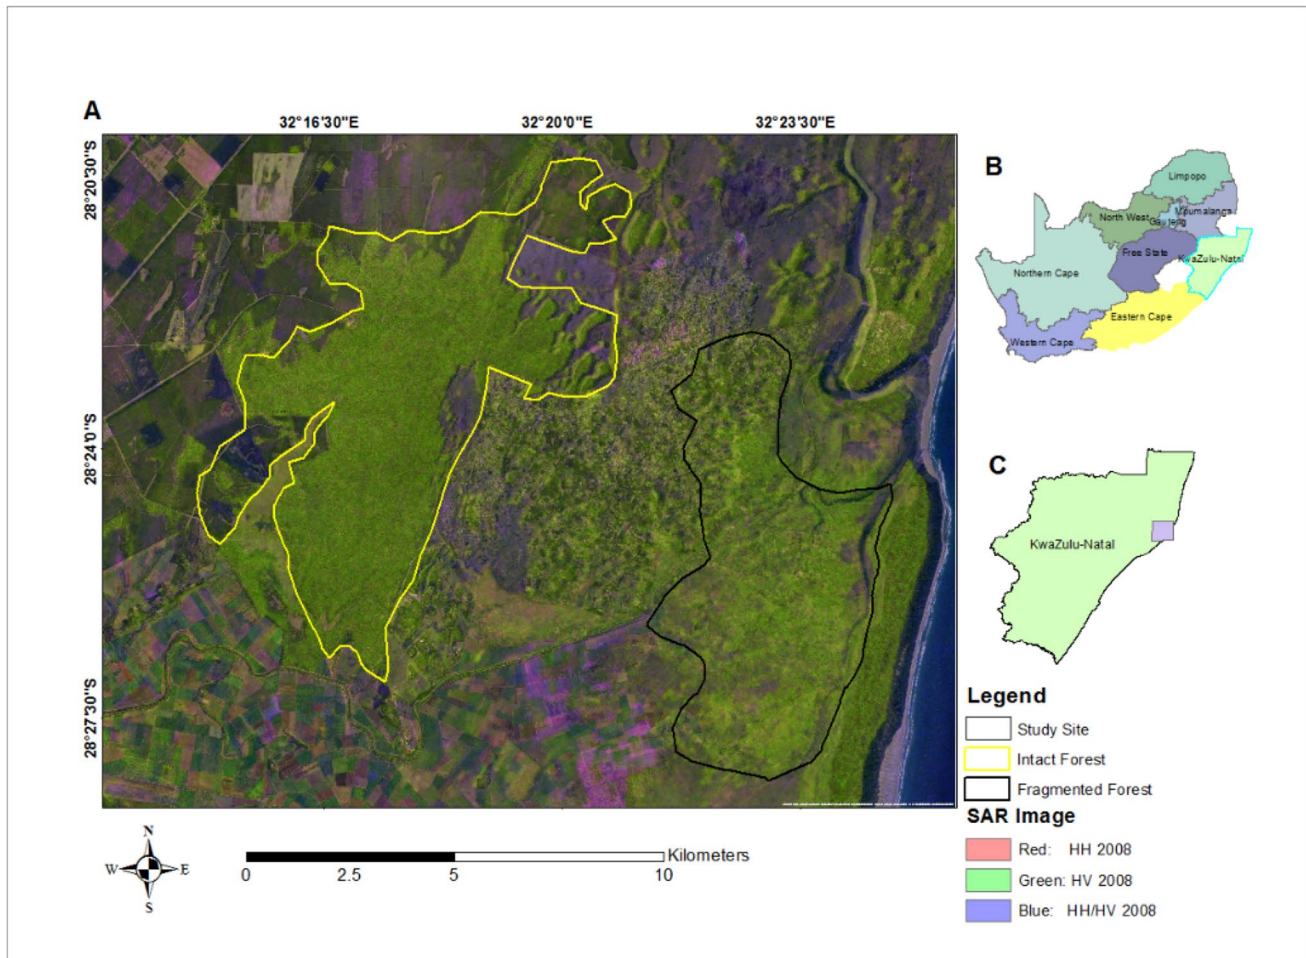 A
32°16'30"E 32°20'0"E 32°23'30"E
28°20'30"S
28°24'0"S
28°27'30"S
B
Limpopo
North West
Gauteng
Mpumalanga
Free State
KwaZulu-Natal
Northern Cape
Eastern Cape
Western Cape
C
KwaZulu-Natal
Legend
Study Site
Intact Forest
Fragmented Forest
SAR Image
Red: HH 2008
Green: HV 2008
Blue: HH/HV 2008
N
W E
S
Kilometers
0 2.5 5 10